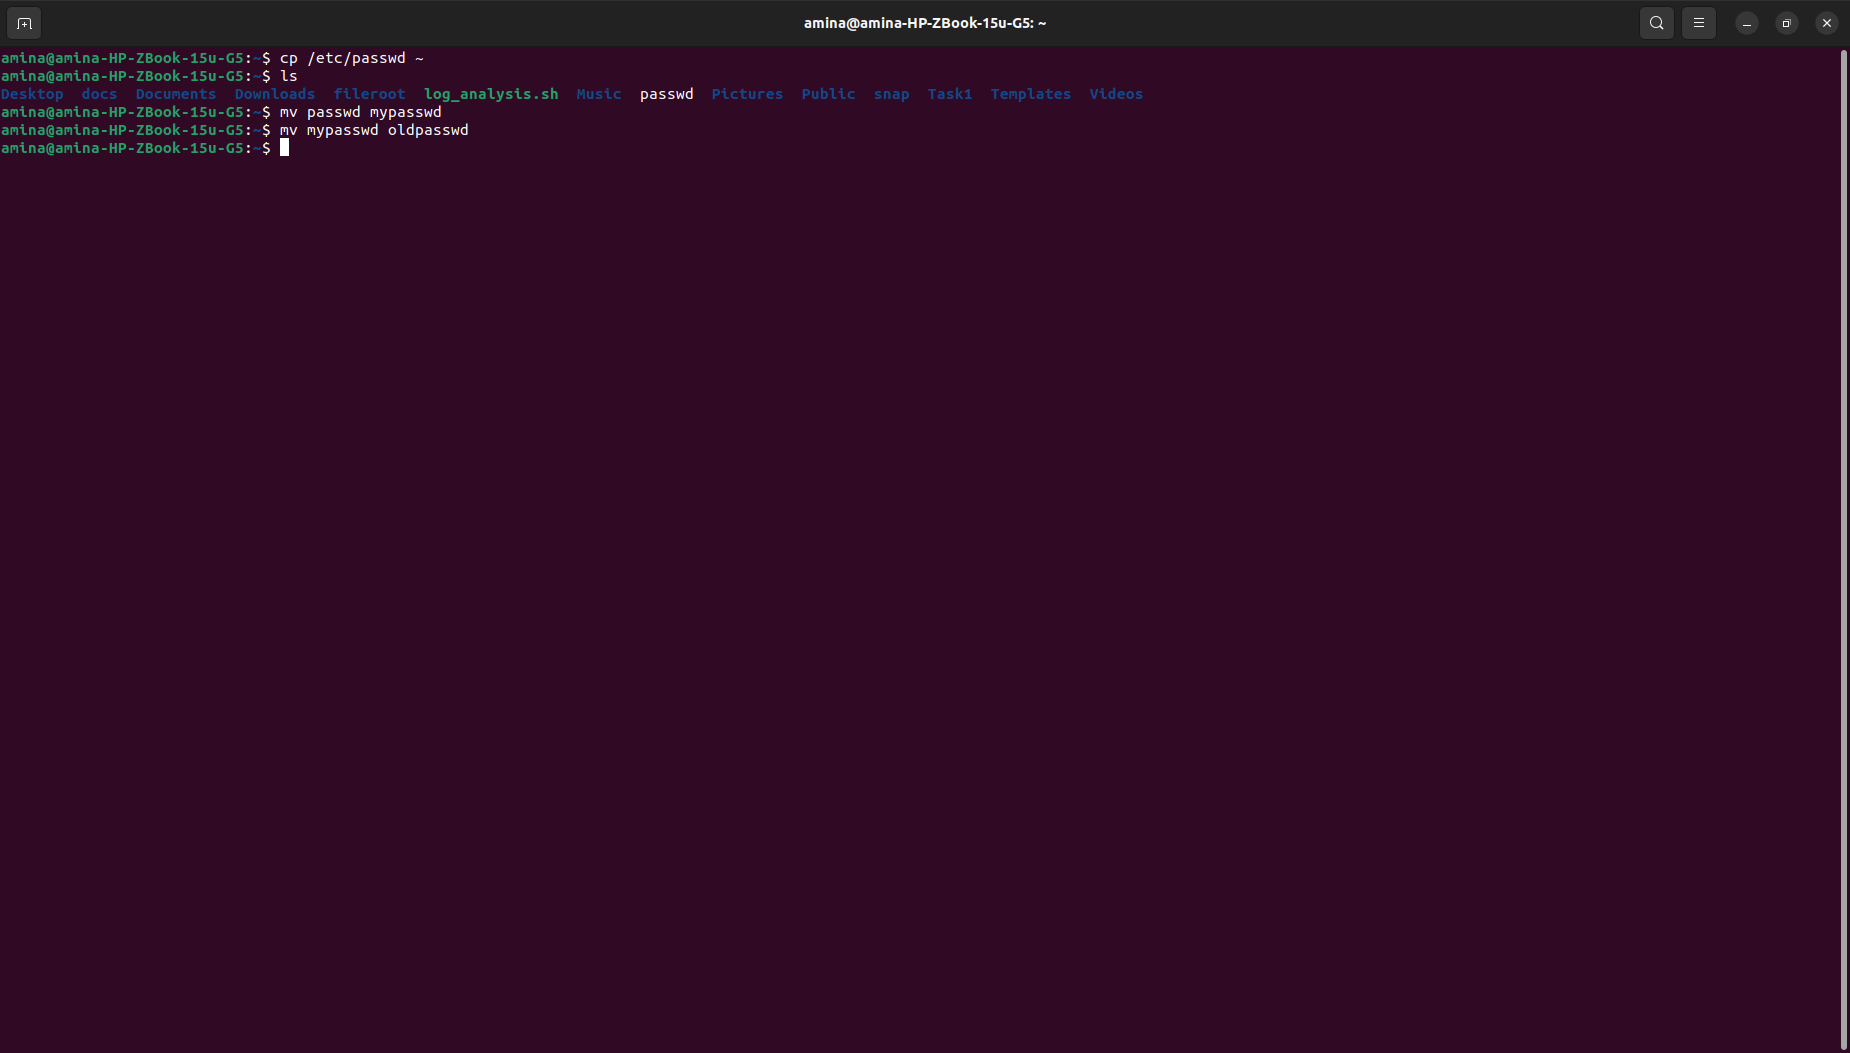 amina@amina-HP-ZBook-15u-G5: ~
amina@amina-HP-ZBook-15u-G5:~$ cp /etc/passwd ~
amina@amina-HP-ZBook-15u-G5:~$ ls
Desktop  docs  Documents  Downloads  fileroot  log_analysis.sh  Music  passwd  Pictures  Public  snap  Task1  Templates  Videos
amina@amina-HP-ZBook-15u-G5:~$ mv passwd mypasswd
amina@amina-HP-ZBook-15u-G5:~$ mv mypasswd oldpasswd
amina@amina-HP-ZBook-15u-G5:~$